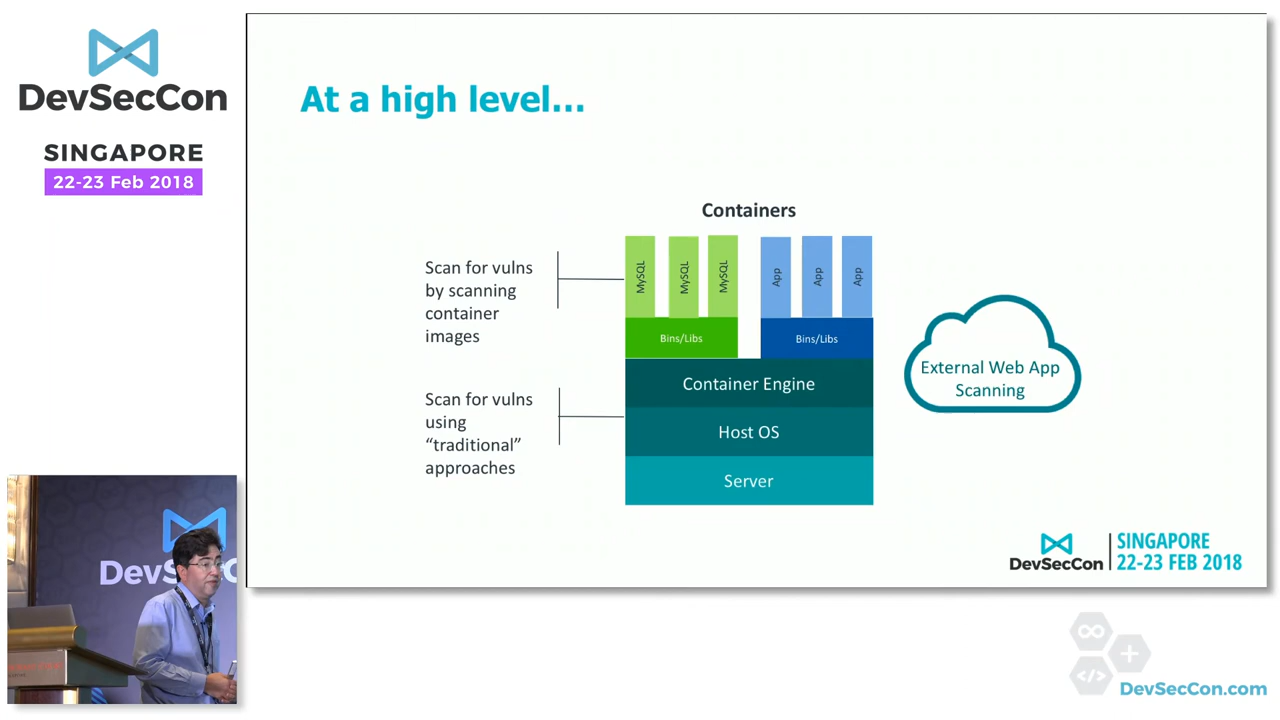 DevSecCon
SINGAPORE
22-23 Feb 2018
At a high level...
Containers
Scan for vulns
by scanning
container
images
MySQL
MySQL
MySQL
App
App
App
Bins/Libs
Bins/Libs
Container Engine
Host OS
Server
Scan for vulns
using
“traditional”
approaches
External Web App
Scanning
DevSecCon
SINGAPORE
22-23 FEB 2018
DevSecCon.com